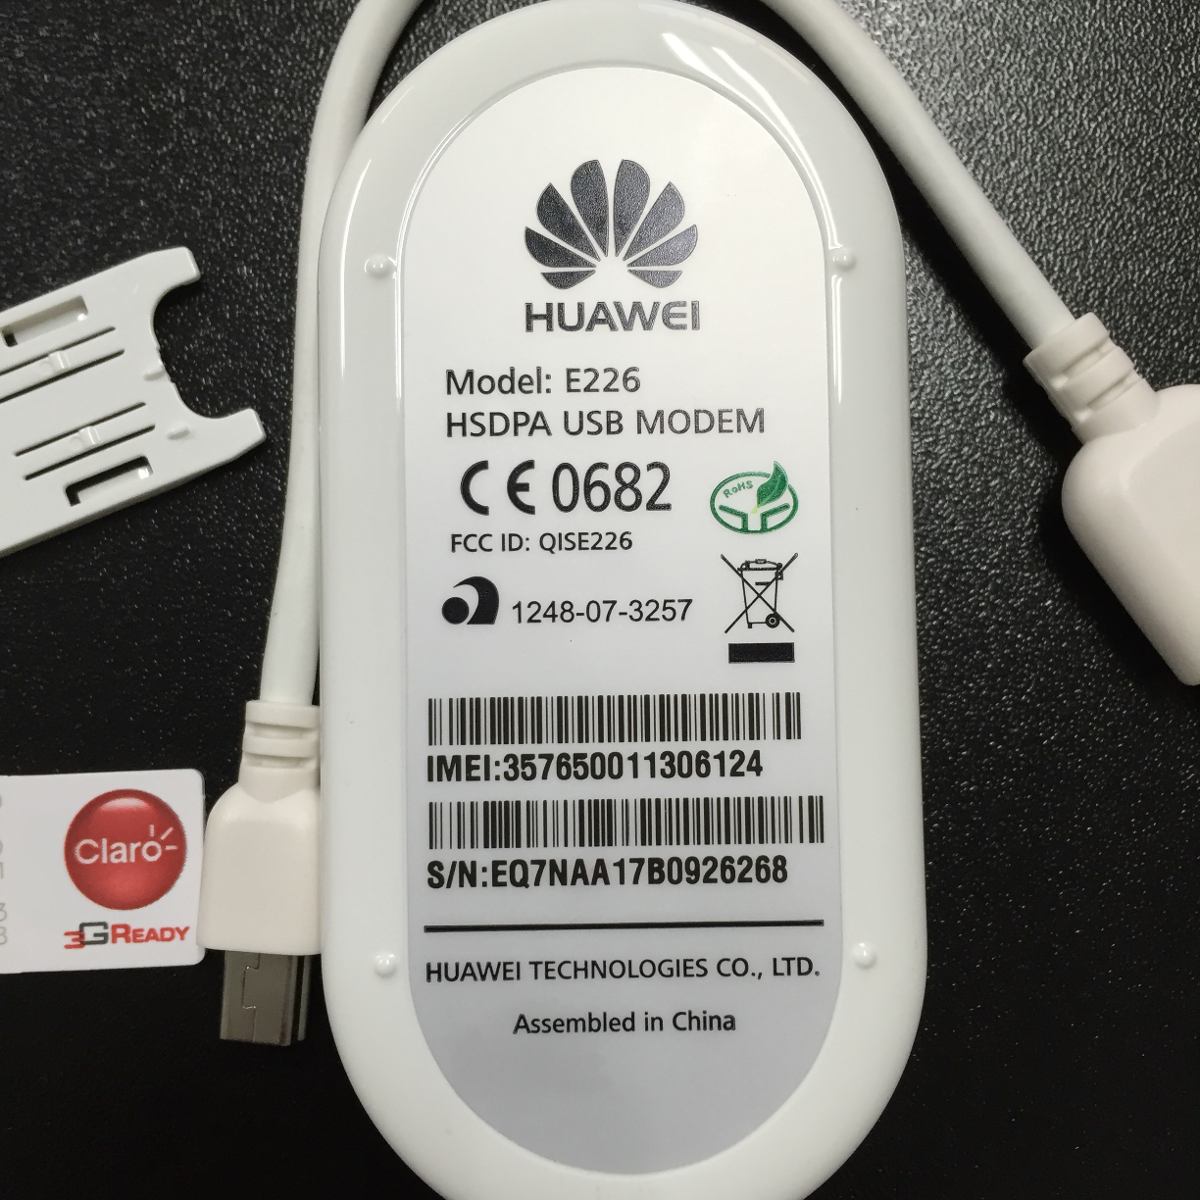 HUAWEI
Model: E226
HSDPA USB MODEM
CE 0682
RoHS
FCC ID: QISE226
1248-07-3257
IMEI:357650011306124
S/N:EQ7NAA17B0926268
HUAWEI TECHNOLOGIES CO., LTD.
Assembled in China
Claro
3GREADY